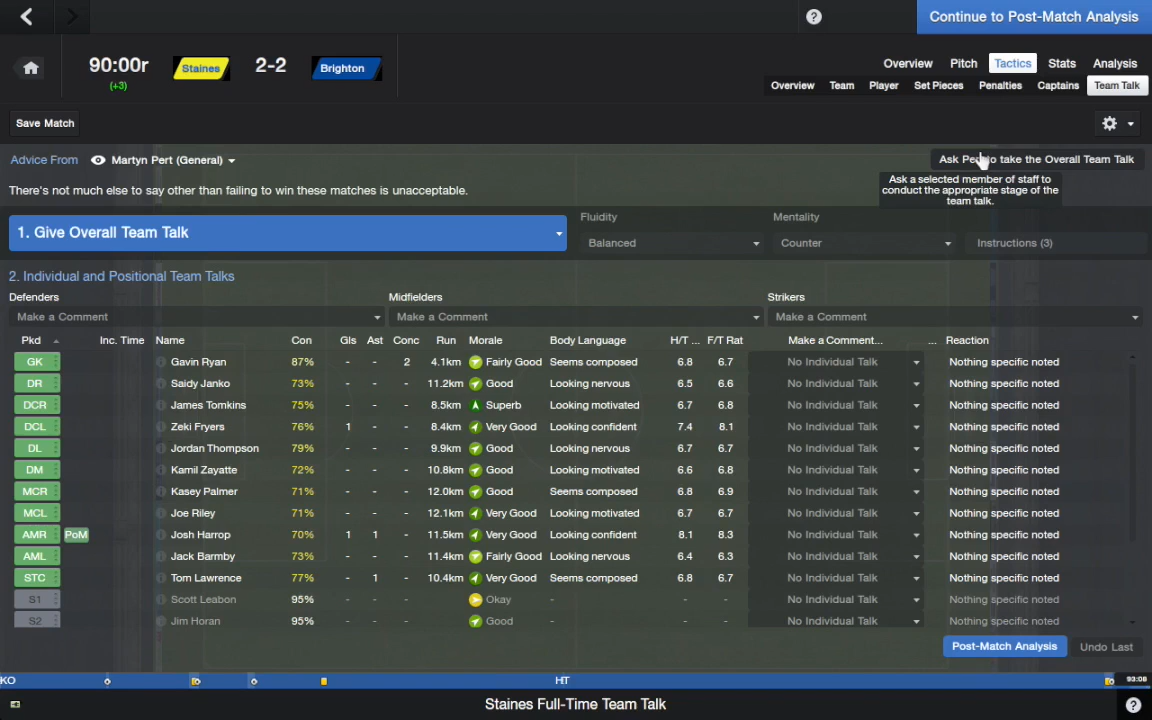 Continue to Post-Match Analysis
90:00r
(+3)
Staines
2-2
Brighton
Overview Pitch Tactics Stats Analysis
Overview Team Player Set Pieces Penalties Captains Team Talk
Save Match
Advice From Martyn Pert (General)
Ask to take the Overall Team Talk
There's not much else to say other than failing to win these matches is unacceptable.
Ask a selected member of staff to
conduct the appropriate stage of the
team talk.
1. Give Overall Team Talk
Fluidity Mentality
Balanced Counter Instructions (3)
2. Individual and Positional Team Talks
Defenders Midfielders Strikers
Make a Comment Make a Comment Make a Comment
Pkd Inc. Time Name Con Gls Ast Conc Run Morale Body Language H/T ... F/T Rat Make a Comment... ... Reaction
GK Gavin Ryan 87% - - 2 4.1km Fairly Good Seems composed 6.8 6.7 No Individual Talk Nothing specific noted
DR Saidy Janko 73% - - - 11.2km Good Looking nervous 6.5 6.6 No Individual Talk Nothing specific noted
DCR James Tomkins 75% - - - 8.5km Superb Looking motivated 6.7 6.8 No Individual Talk Nothing specific noted
DCL Zeki Fryers 76% 1 - - 8.4km Very Good Looking confident 7.4 8.1 No Individual Talk Nothing specific noted
DL Jordan Thompson 79% - - - 9.9km Good Looking nervous 6.7 6.7 No Individual Talk Nothing specific noted
DM Kamil Zayatte 72% - - - 10.8km Good Looking motivated 6.6 6.8 No Individual Talk Nothing specific noted
MCR Kasey Palmer 71% - - - 12.0km Good Seems composed 6.8 6.9 No Individual Talk Nothing specific noted
MCL Joe Riley 71% - - - 12.1km Very Good Looking motivated 6.7 6.7 No Individual Talk Nothing specific noted
AMR PoM Josh Harrop 70% 1 1 - 11.5km Very Good Looking confident 8.1 8.3 No Individual Talk Nothing specific noted
AML Jack Barmby 73% - - - 11.4km Fairly Good Looking nervous 6.4 6.3 No Individual Talk Nothing specific noted
STC Tom Lawrence 77% - 1 - 10.4km Very Good Seems composed 6.8 6.7 No Individual Talk Nothing specific noted
S1 Scott Leabon 95% Okay - - - No Individual Talk Nothing specific noted
S2 Jim Horan 95% Good - - - No Individual Talk Nothing specific noted
Post-Match Analysis Undo Last
KO HT 93:08
Staines Full-Time Team Talk